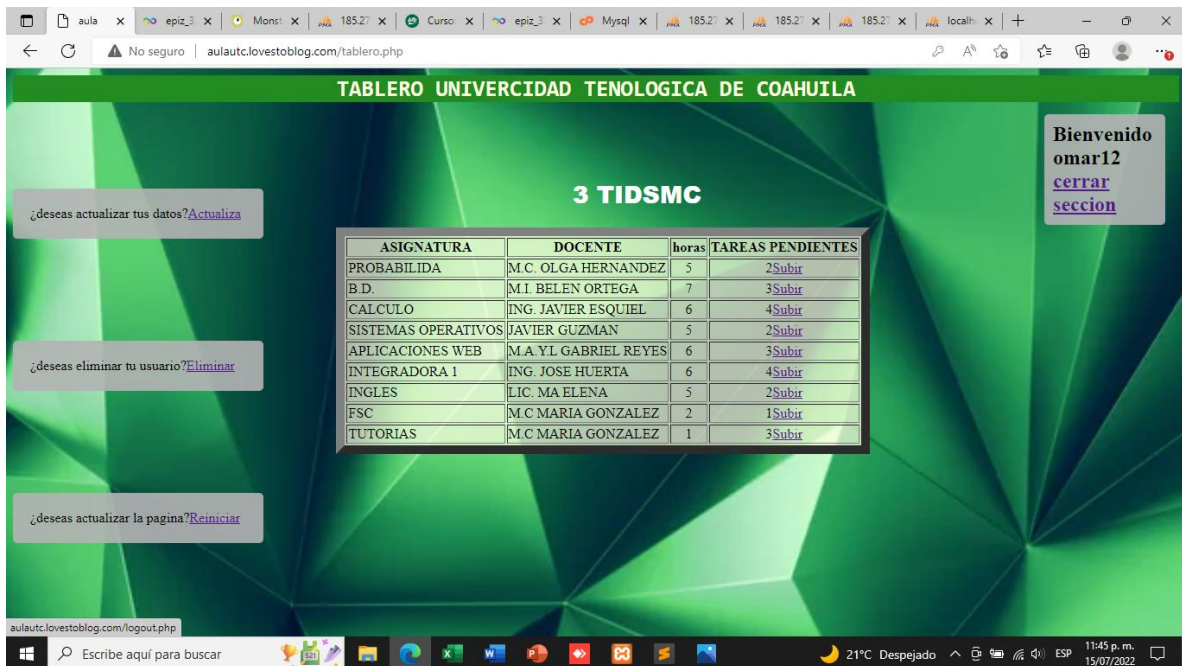 aula
epiz_3.
Monst
185.27
Curso:
epiz_3
Mysql
185.27
185.27
185.27
localh
No seguro | aulautc.lovestoblog.com/tablero.php
TABLERO UNIVERCIDAD TENOLOGICA DE COAHUILA
Bienvenido
omar12
cerrar
seccion
3 TIDSMC
¿deseas actualizar tus datos?Actualiza
ASIGNATURA DOCENTE horas TAREAS PENDIENTES
PROBABILIDA M.C. OLGA HERNANDEZ 5 2Subir
B.D. M.I. BELEN ORTEGA 7 3Subir
CALCULO ING. JAVIER ESQUIEL 6 4Subir
SISTEMAS OPERATIVOS JAVIER GUZMAN 5 2Subir
APLICACIONES WEB M.A.Y.L GABRIEL REYES 6 3Subir
INTEGRADORA 1 ING. JOSE HUERTA 6 4Subir
INGLES LIC. MA ELENA 5 2Subir
FSC M.C MARIA GONZALEZ 2 1Subir
TUTORIAS M.C MARIA GONZALEZ 1 3Subir
¿deseas eliminar tu usuario?Eliminar
¿deseas actualizar la pagina?Reiniciar
aulautc.lovestoblog.com/logout.php
Escribe aquí para buscar
21°C Despejado
ESP
11:45 p. m.
15/07/2022